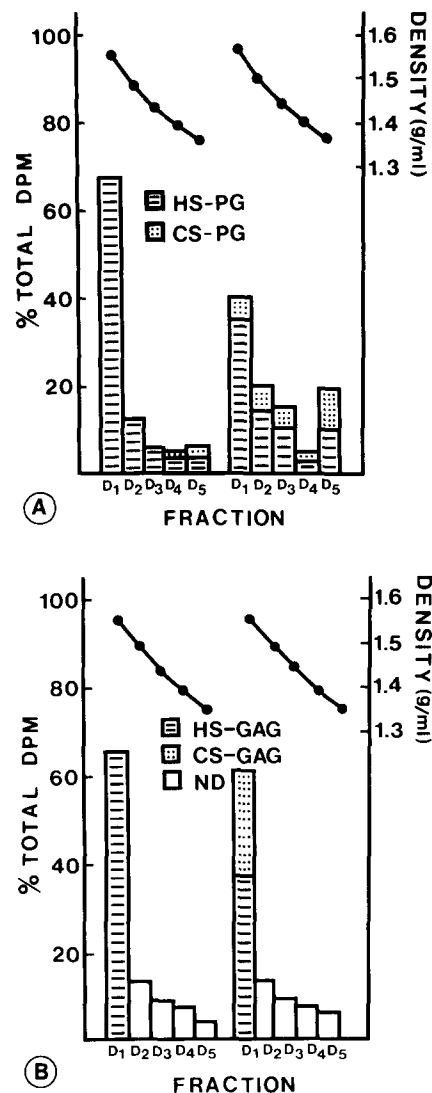 100
80
60
40
20
% TOTAL DPM
1.6
1.5
1.4
1.3
DENSITY (g/ml)
HS-PG
CS-PG
D1 D2 D3 D4 D5
D1 D2 D3 D4 D5
FRACTION
A
100
80
60
40
20
% TOTAL DPM
1.6
1.5
1.4
1.3
DENSITY (g/ml)
HS-GAG
CS-GAG
ND
D1 D2 D3 D4 D5
D1 D2 D3 D4 D5
FRACTION
B